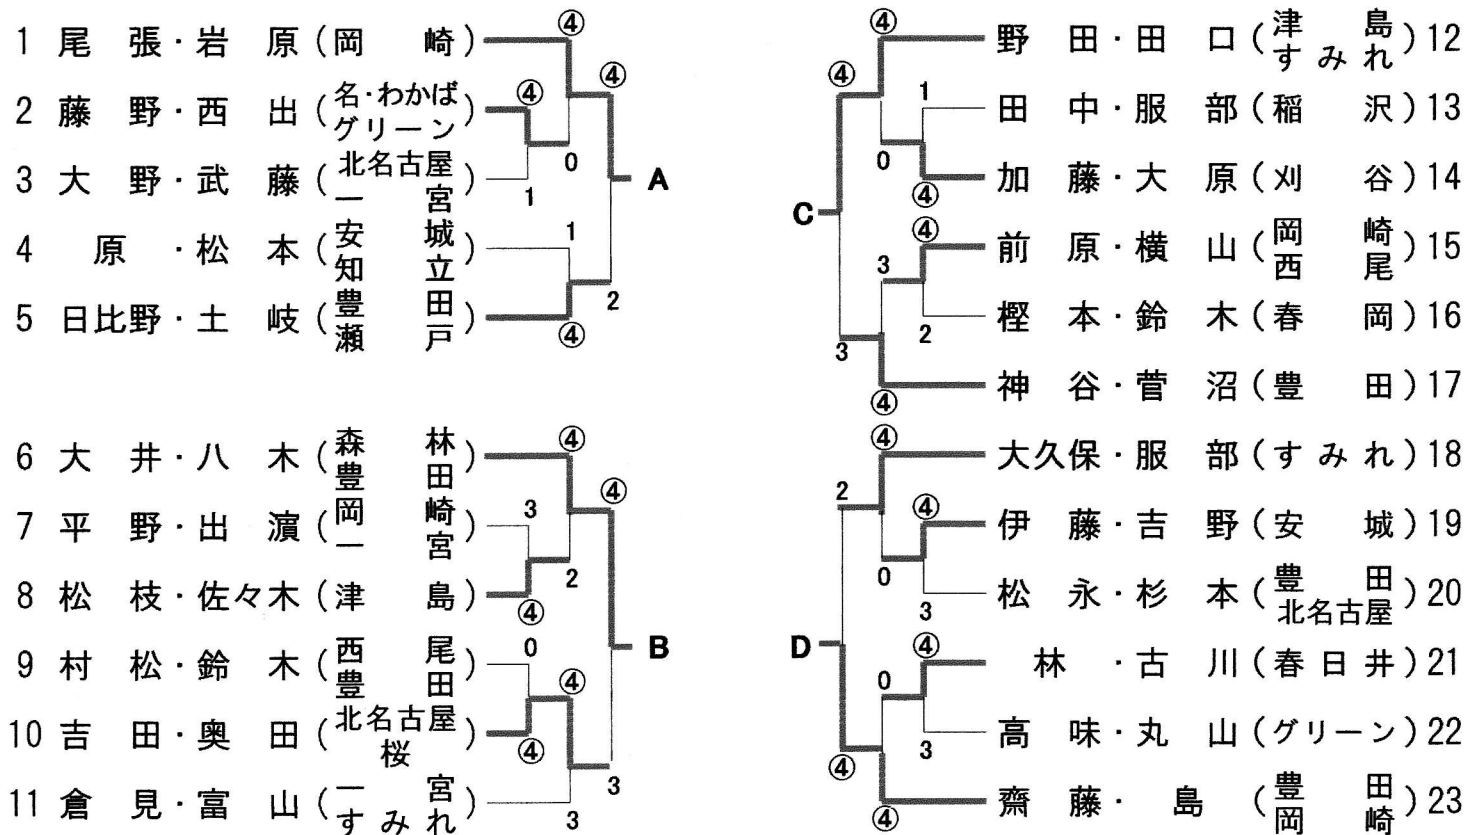 ④
1 尾張・岩原(岡崎)
④
2 藤野・西出(名・わかば グリーン)
④
0
3 大野・武藤(北名古屋 一宮)
1
A
4 原・松本(安城 知立)
1
2
5 日比野・土岐(豊田 瀬戸)
④
6 大井・八木(森林 豊田)
④
④
7 平野・出濵(岡崎 一宮)
3
2
8 松枝・佐々木(津島)
④
9 村松・鈴木(西尾 豊田)
0
B
④
10 吉田・奥田(北名古屋 桜)
④
3
11 倉見・富山(一宮 すみれ)
3
④
野田・田口(津島 すみれ)12
④
1
田中・服部(稲沢)13
0
加藤・大原(刈谷)14
④
C
④
前原・横山(岡崎 西尾)15
3
樫本・鈴木(春岡)16
2
3
神谷・菅沼(豊田)17
④
④
大久保・服部(すみれ)18
2
④
伊藤・吉野(安城)19
0
松永・杉本(豊田 北名古屋)20
3
D
④
林・古川(春日井)21
0
高味・丸山(グリーン)22
3
④
齋藤・島(豊田 岡崎)23
④